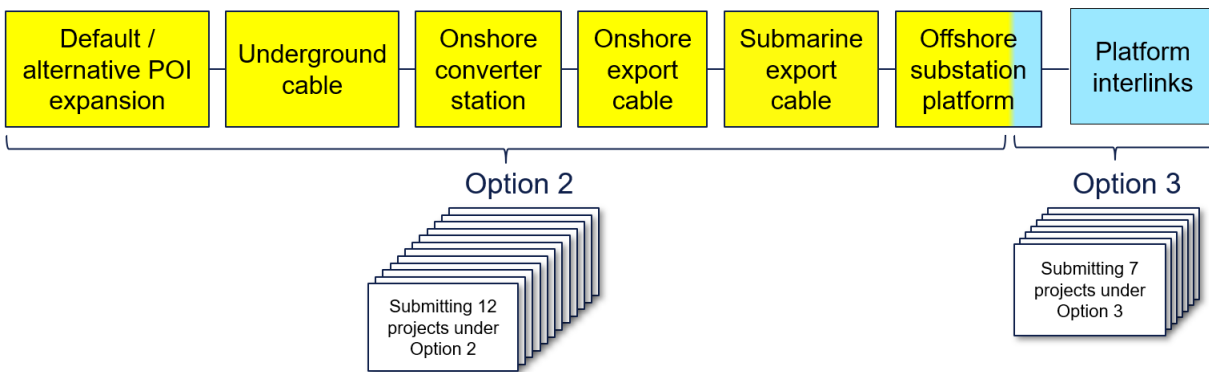 Default /
alternative POI
expansion
Underground
cable
Onshore
converter
station
Onshore
export
cable
Submarine
export
cable
Offshore
substation
platform
Platform
interlinks
Option 2
Option 3
Submitting 12
projects under
Option 2
Submitting 7
projects under
Option 3